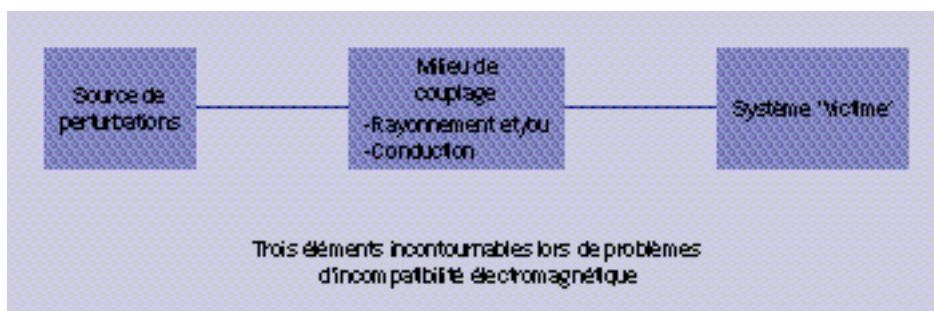 Source de
perturbations
Milieu de
couplage
-Rayonnement et/ou
-Conduction
Système "victime"
Trois éléments incontournables lors de problèmes
d'incompatibilité électromagnétique